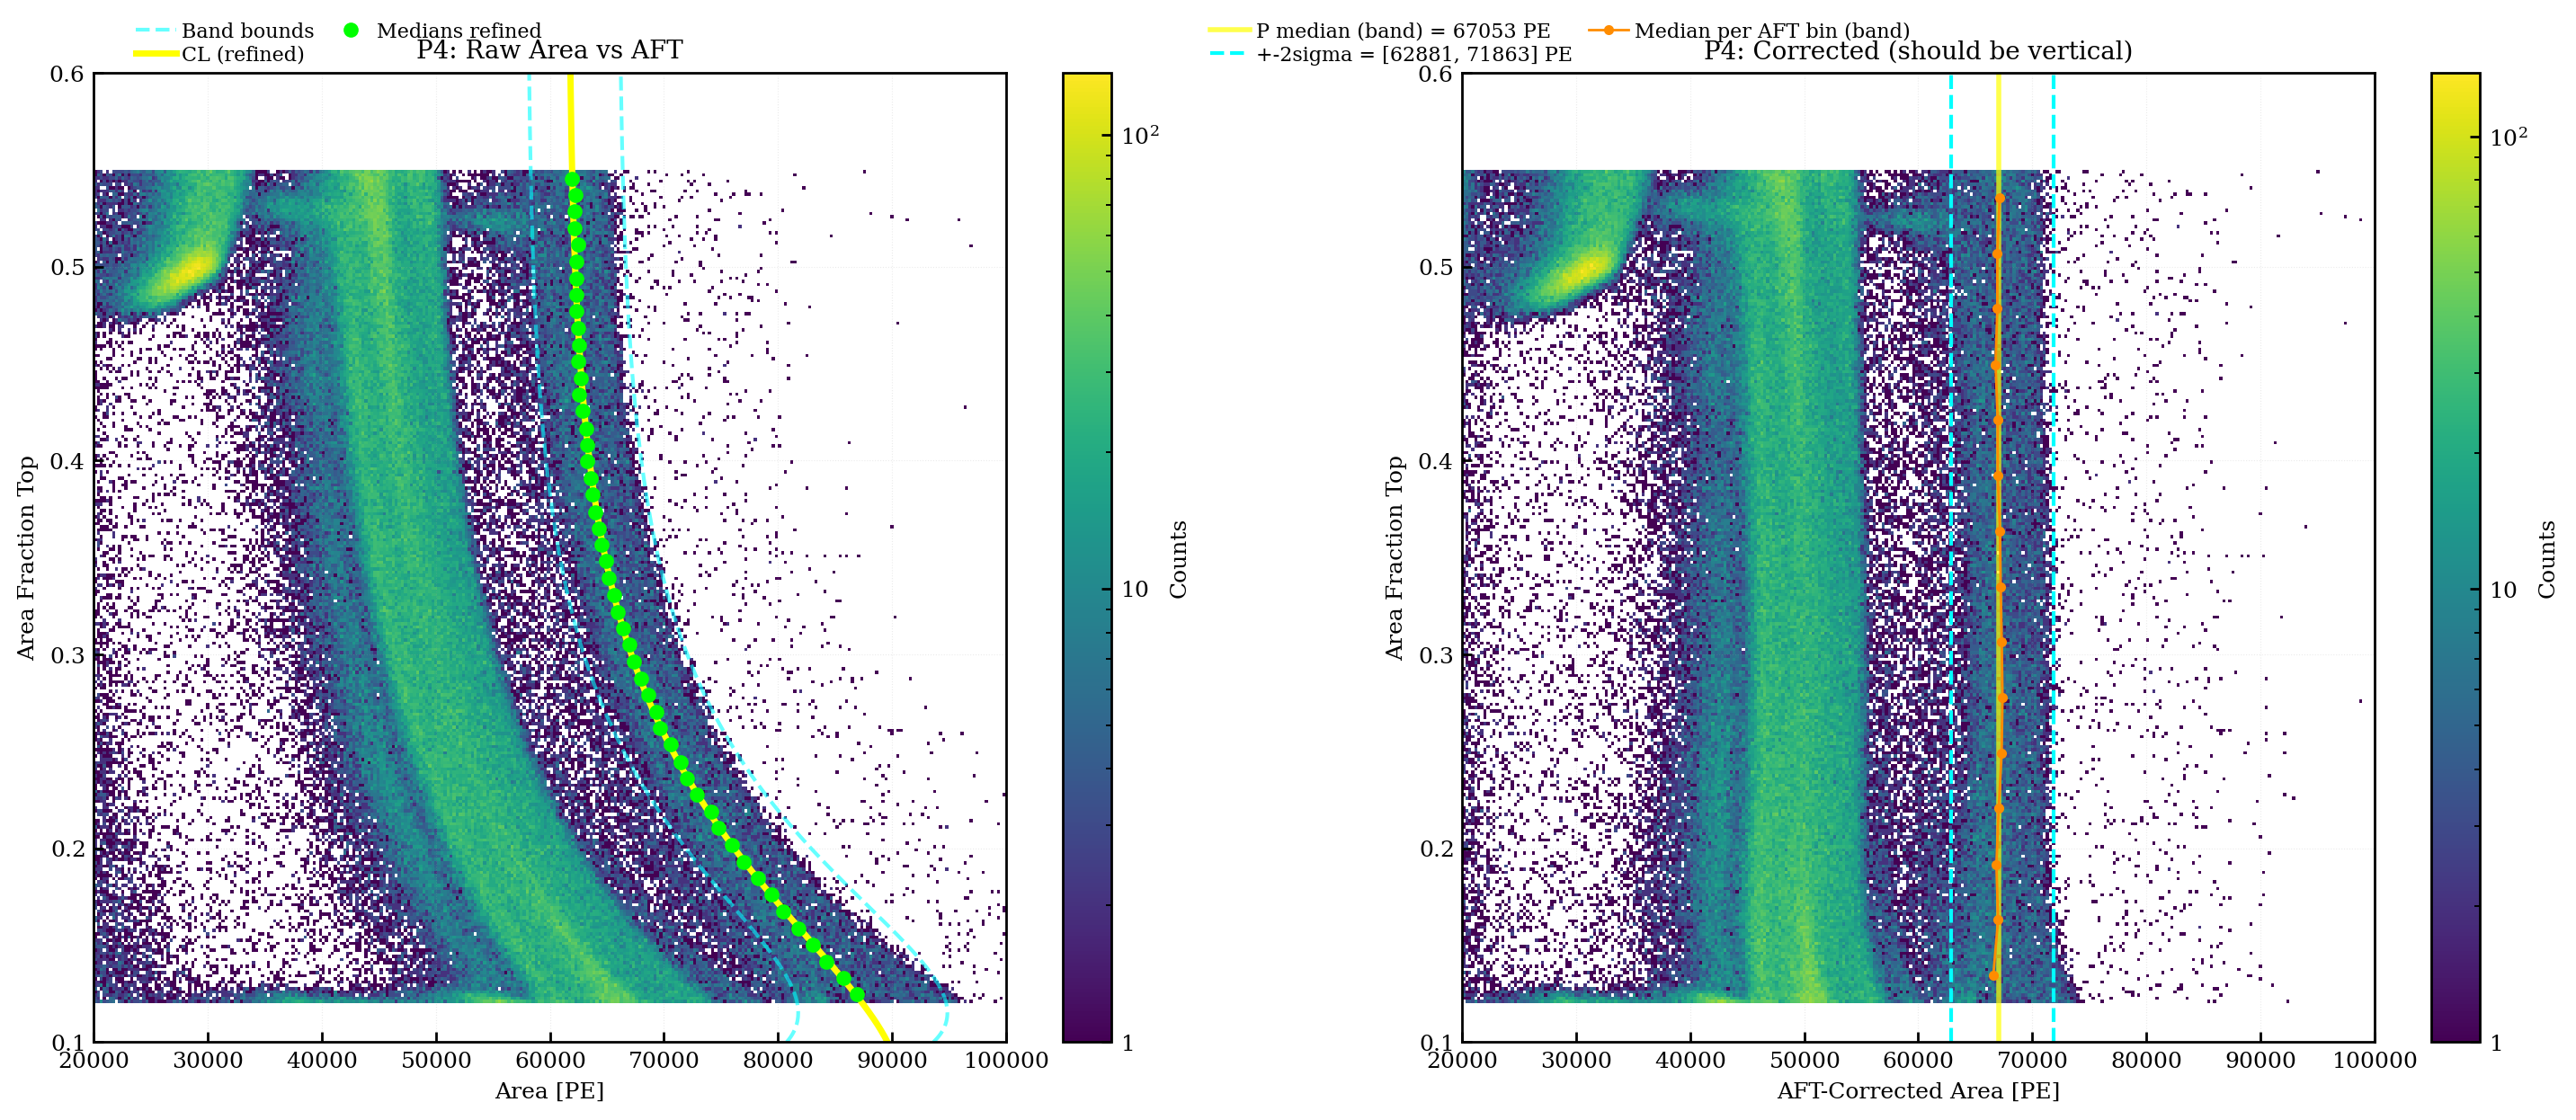 Band bounds
CL (refined)
Medians refined
P4: Raw Area vs AFT
0.6
0.5
0.4
0.3
0.2
0.1
Area Fraction Top
20000 30000 40000 50000 60000 70000 80000 90000 100000
Area [PE]
10²
10
1
Counts
P median (band) = 67053 PE
+-2sigma = [62881, 71863] PE
Median per AFT bin (band)
P4: Corrected (should be vertical)
0.6
0.5
0.4
0.3
0.2
0.1
Area Fraction Top
20000 30000 40000 50000 60000 70000 80000 90000 100000
AFT-Corrected Area [PE]
10²
10
1
Counts